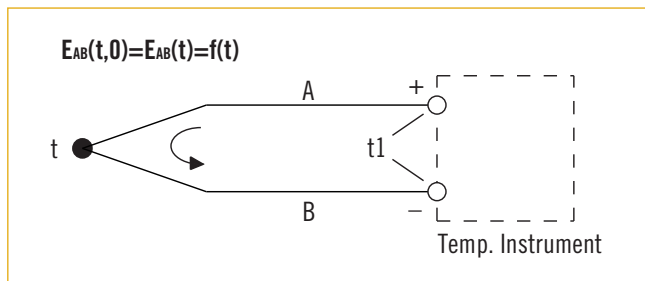 EAB(t,0)=EAB(t)=f(t)
A
+
t
t1
B
–
Temp. Instrument